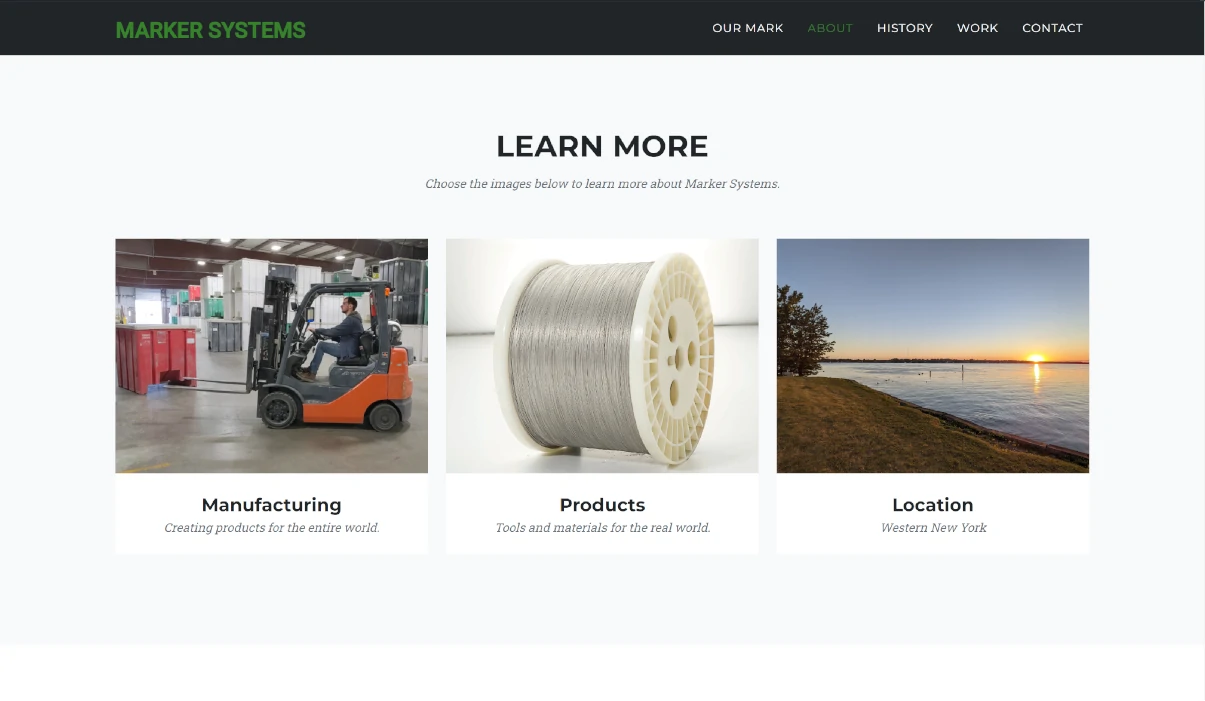 MARKER SYSTEMS
OUR MARK ABOUT HISTORY WORK CONTACT
LEARN MORE
Choose the images below to learn more about Marker Systems.
Manufacturing
Creating products for the entire world.
Products
Tools and materials for the real world.
Location
Western New York